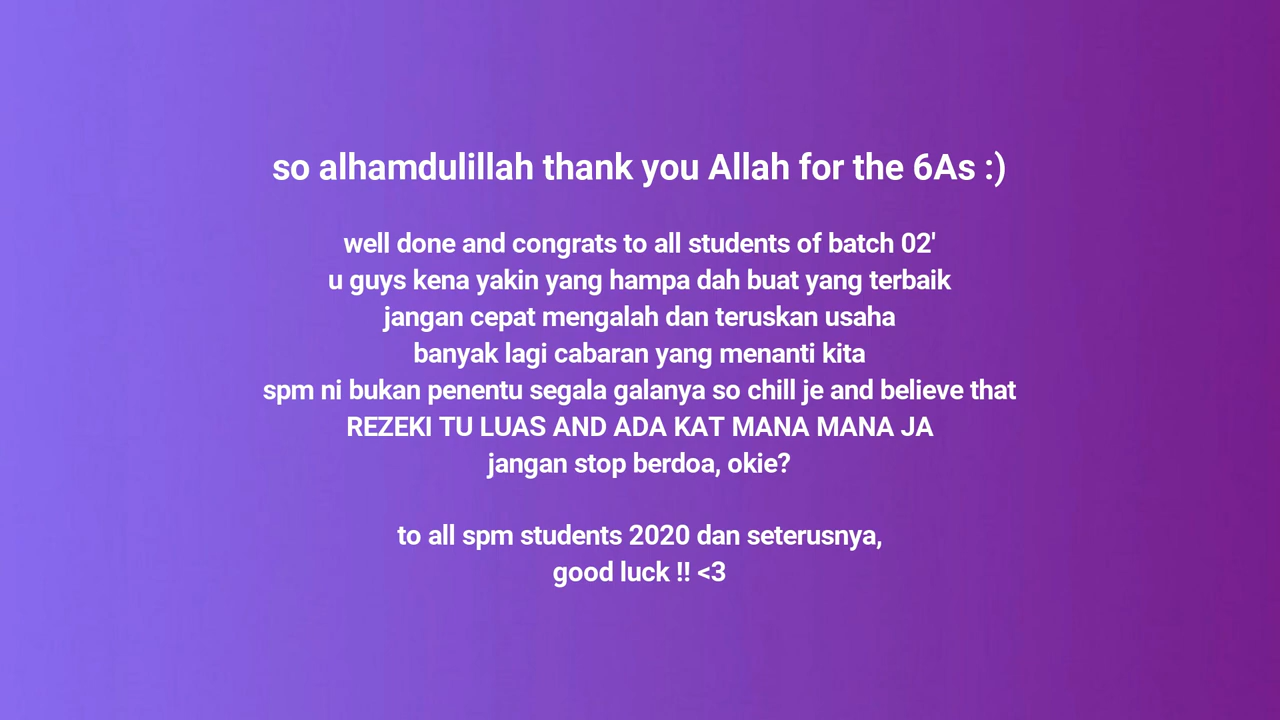 so alhamdulillah thank you Allah for the 6As :)
well done and congrats to all students of batch 02'
u guys kena yakin yang hampa dah buat yang terbaik
jangan cepat mengalah dan teruskan usaha
banyak lagi cabaran yang menanti kita
spm ni bukan penentu segala galanya so chill je and believe that
REZEKI TU LUAS AND ADA KAT MANA MANA JA
jangan stop berdoa, okie?
to all spm students 2020 dan seterusnya,
good luck !! <3